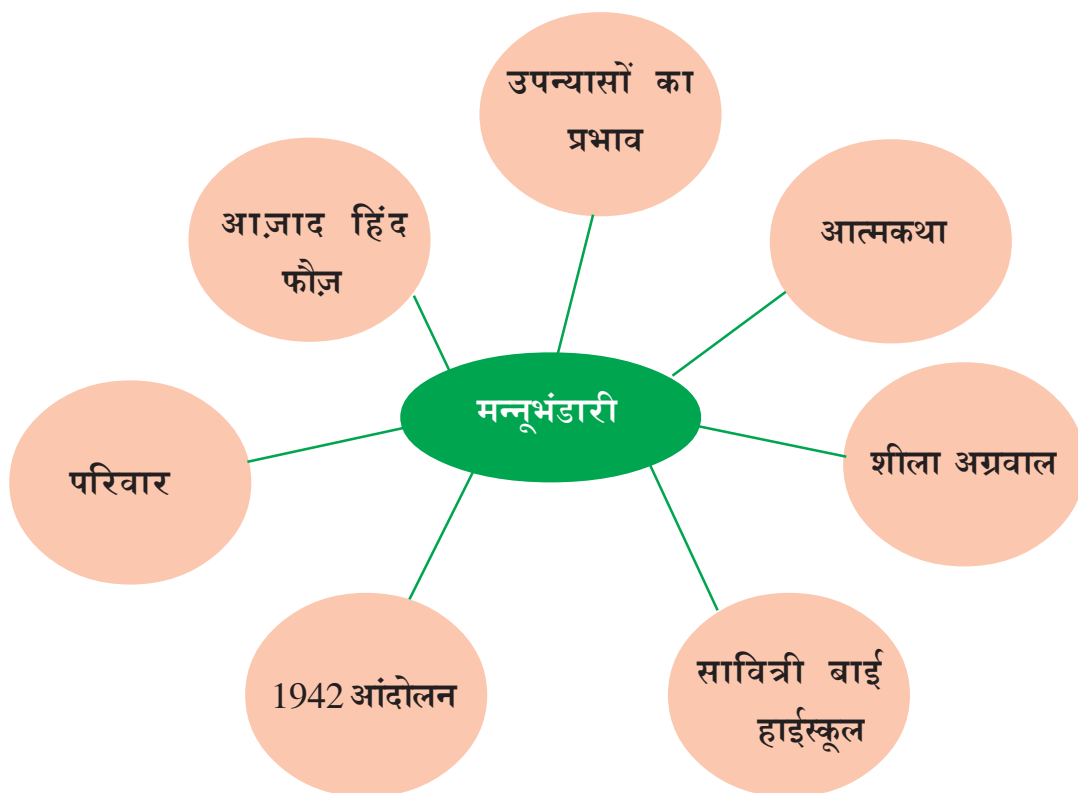 उपन्यासों का
प्रभाव
आज़ाद हिंद
फौज़
आत्मकथा
मन्नूभंडारी
परिवार
शीला अग्रवाल
1942 आंदोलन
सावित्री बाई
हाईस्कूल